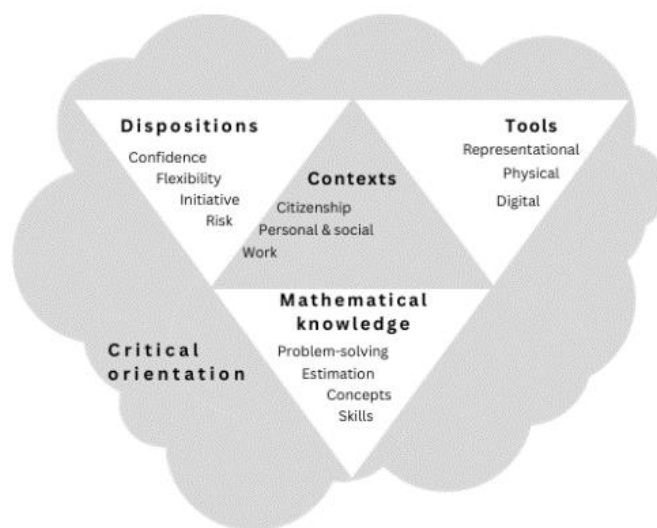 Dispositions
Confidence
Flexibility
Initiative
Risk
Tools
Representational
Physical
Digital
Contexts
Citizenship
Personal & social
Work
Mathematical
knowledge
Problem-solving
Estimation
Concepts
Skills
Critical
orientation